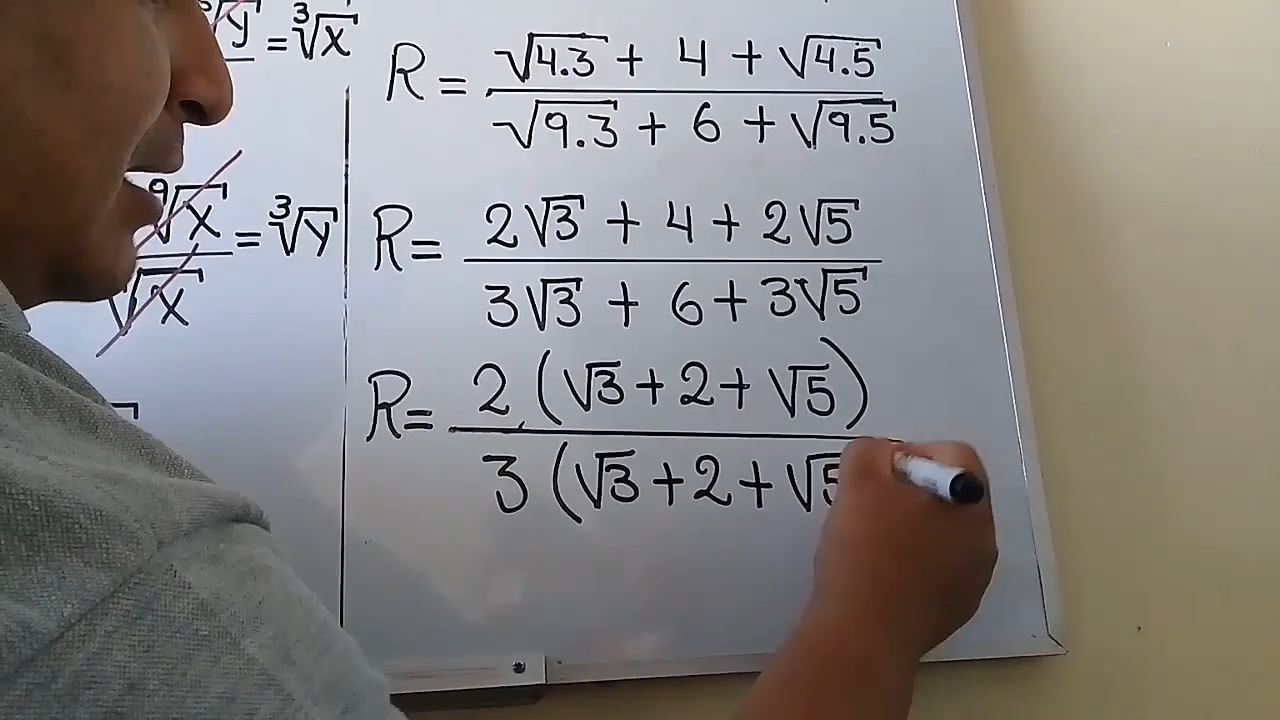 ∛y = ∛x
⁹√x / √x = ∛y
R = (√4.3 + 4 + √4.5) / (√9.3 + 6 + √9.5)
R = (2√3 + 4 + 2√5) / (3√3 + 6 + 3√5)
R = 2(√3 + 2 + √5) / 3(√3 + 2 + √5